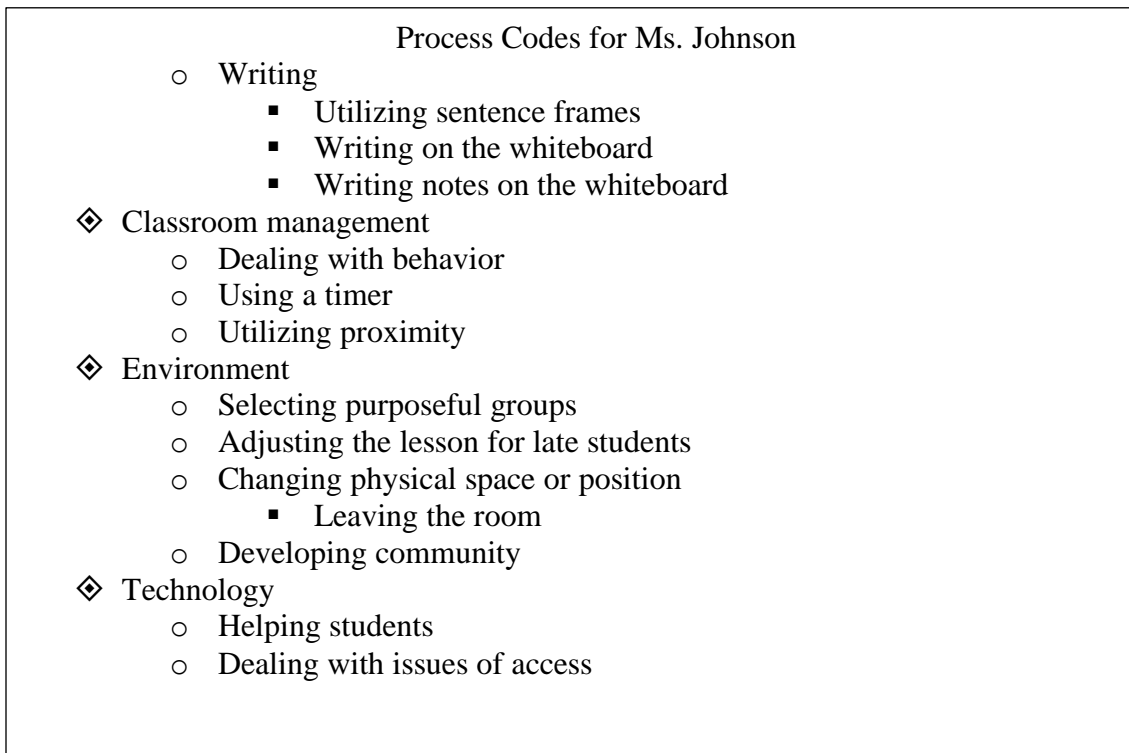 Process Codes for Ms. Johnson
o Writing
▪ Utilizing sentence frames
▪ Writing on the whiteboard
▪ Writing notes on the whiteboard
◈ Classroom management
o Dealing with behavior
o Using a timer
o Utilizing proximity
◈ Environment
o Selecting purposeful groups
o Adjusting the lesson for late students
o Changing physical space or position
▪ Leaving the room
o Developing community
◈ Technology
o Helping students
o Dealing with issues of access